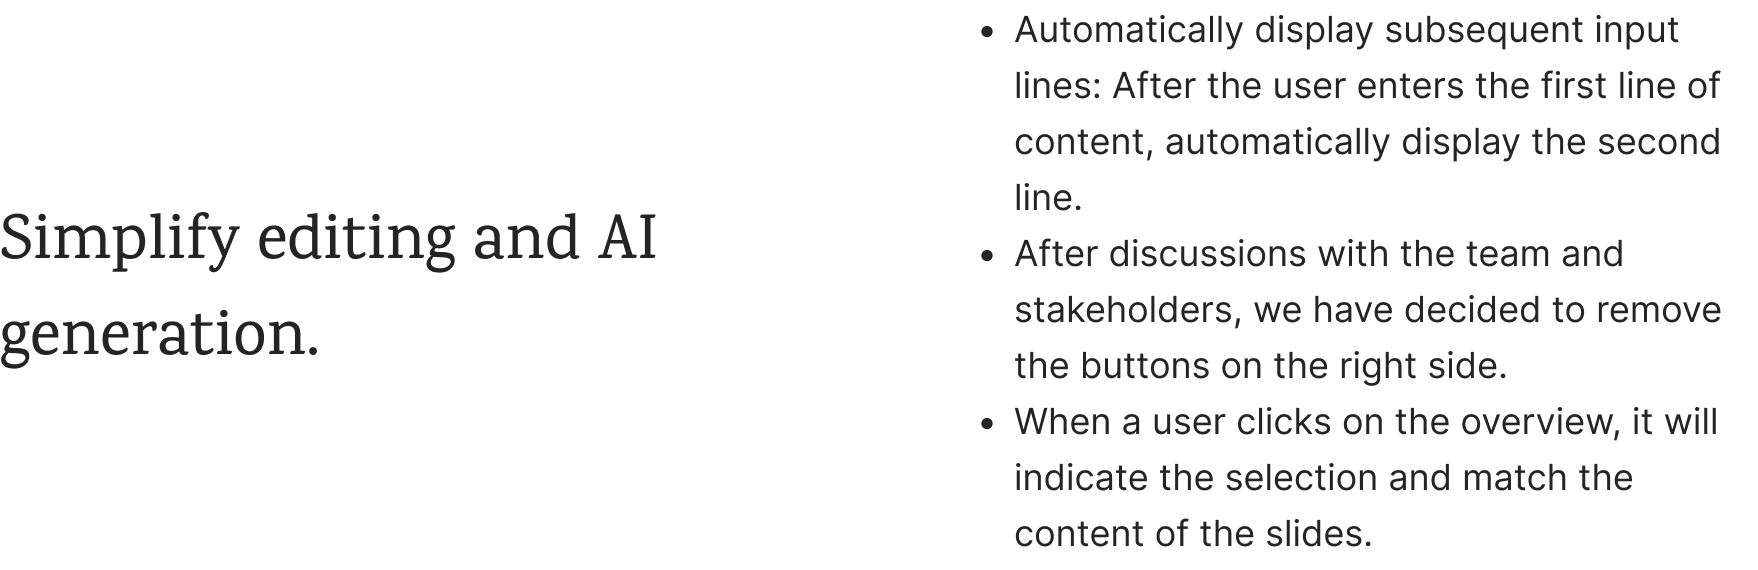 Simplify editing and AI
generation.
• Automatically display subsequent input
lines: After the user enters the first line of
content, automatically display the second
line.
• After discussions with the team and
stakeholders, we have decided to remove
the buttons on the right side.
• When a user clicks on the overview, it will
indicate the selection and match the
content of the slides.